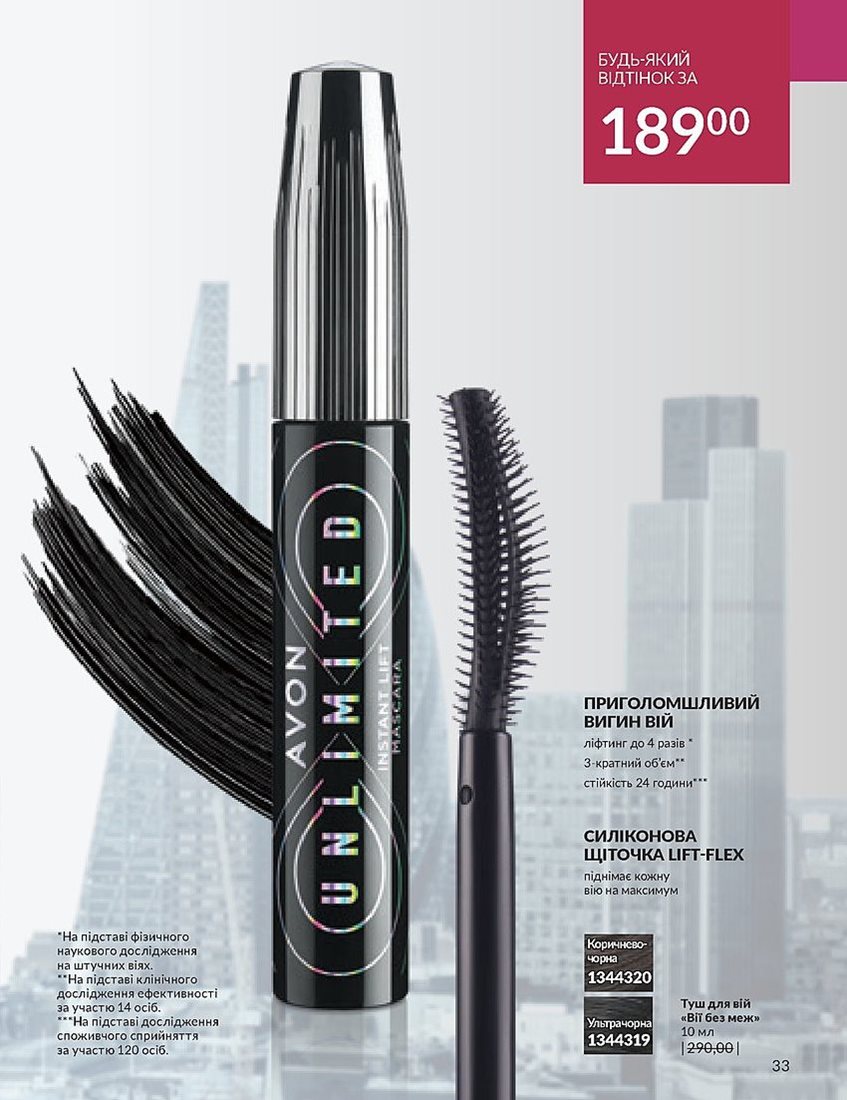 БУДЬ-ЯКИЙ
ВІДТІНОК ЗА
189⁰⁰
AVON
UNLIMITED
INSTANT LIFT
MASCARA
ПРИГОЛОМШЛИВИЙ
ВИГИН ВІЙ
ліфтинг до 4 разів *
3-кратний об'єм**
стійкість 24 години***
СИЛІКОНОВА
ЩІТОЧКА LIFT-FLEX
піднімає кожну
вію на максимум
*На підставі фізичного
наукового дослідження
на штучних віях.
**На підставі клінічного
дослідження ефективності
за участю 14 осіб.
***На підставі дослідження
споживчого сприйняття
за участю 120 осіб.
Коричнево-
чорна
1344320
Ультрачорна
1344319
Туш для вій
«Вії без меж»
10 мл
|290,00|
33